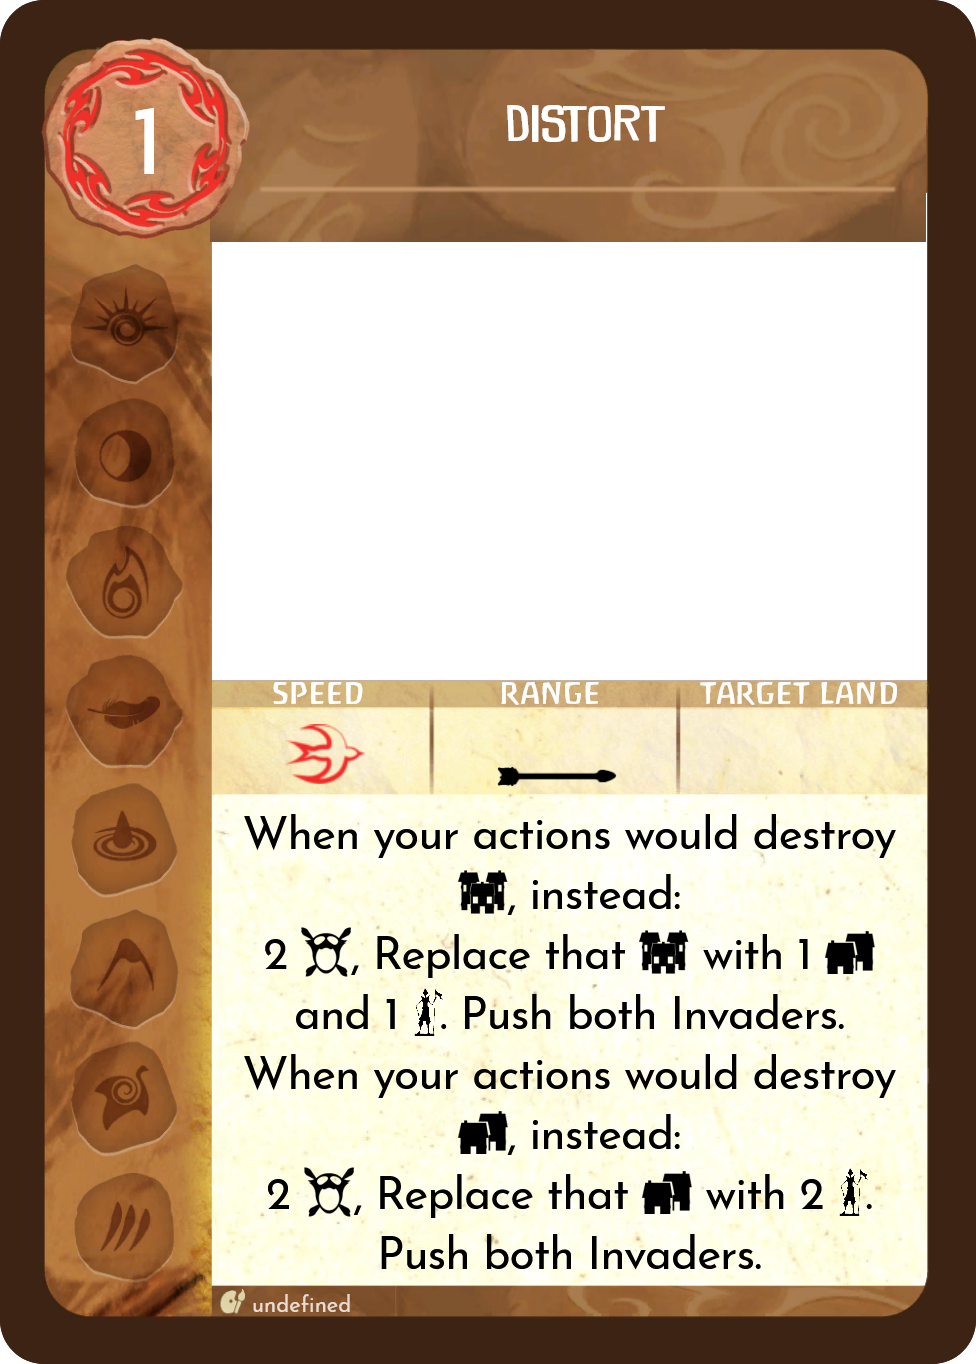 1
DISTORT
SPEED
RANGE
TARGET LAND
When your actions would destroy
, instead:
2 , Replace that with 1
and 1 . Push both Invaders.
When your actions would destroy
, instead:
2 , Replace that with 2 .
Push both Invaders.
undefined